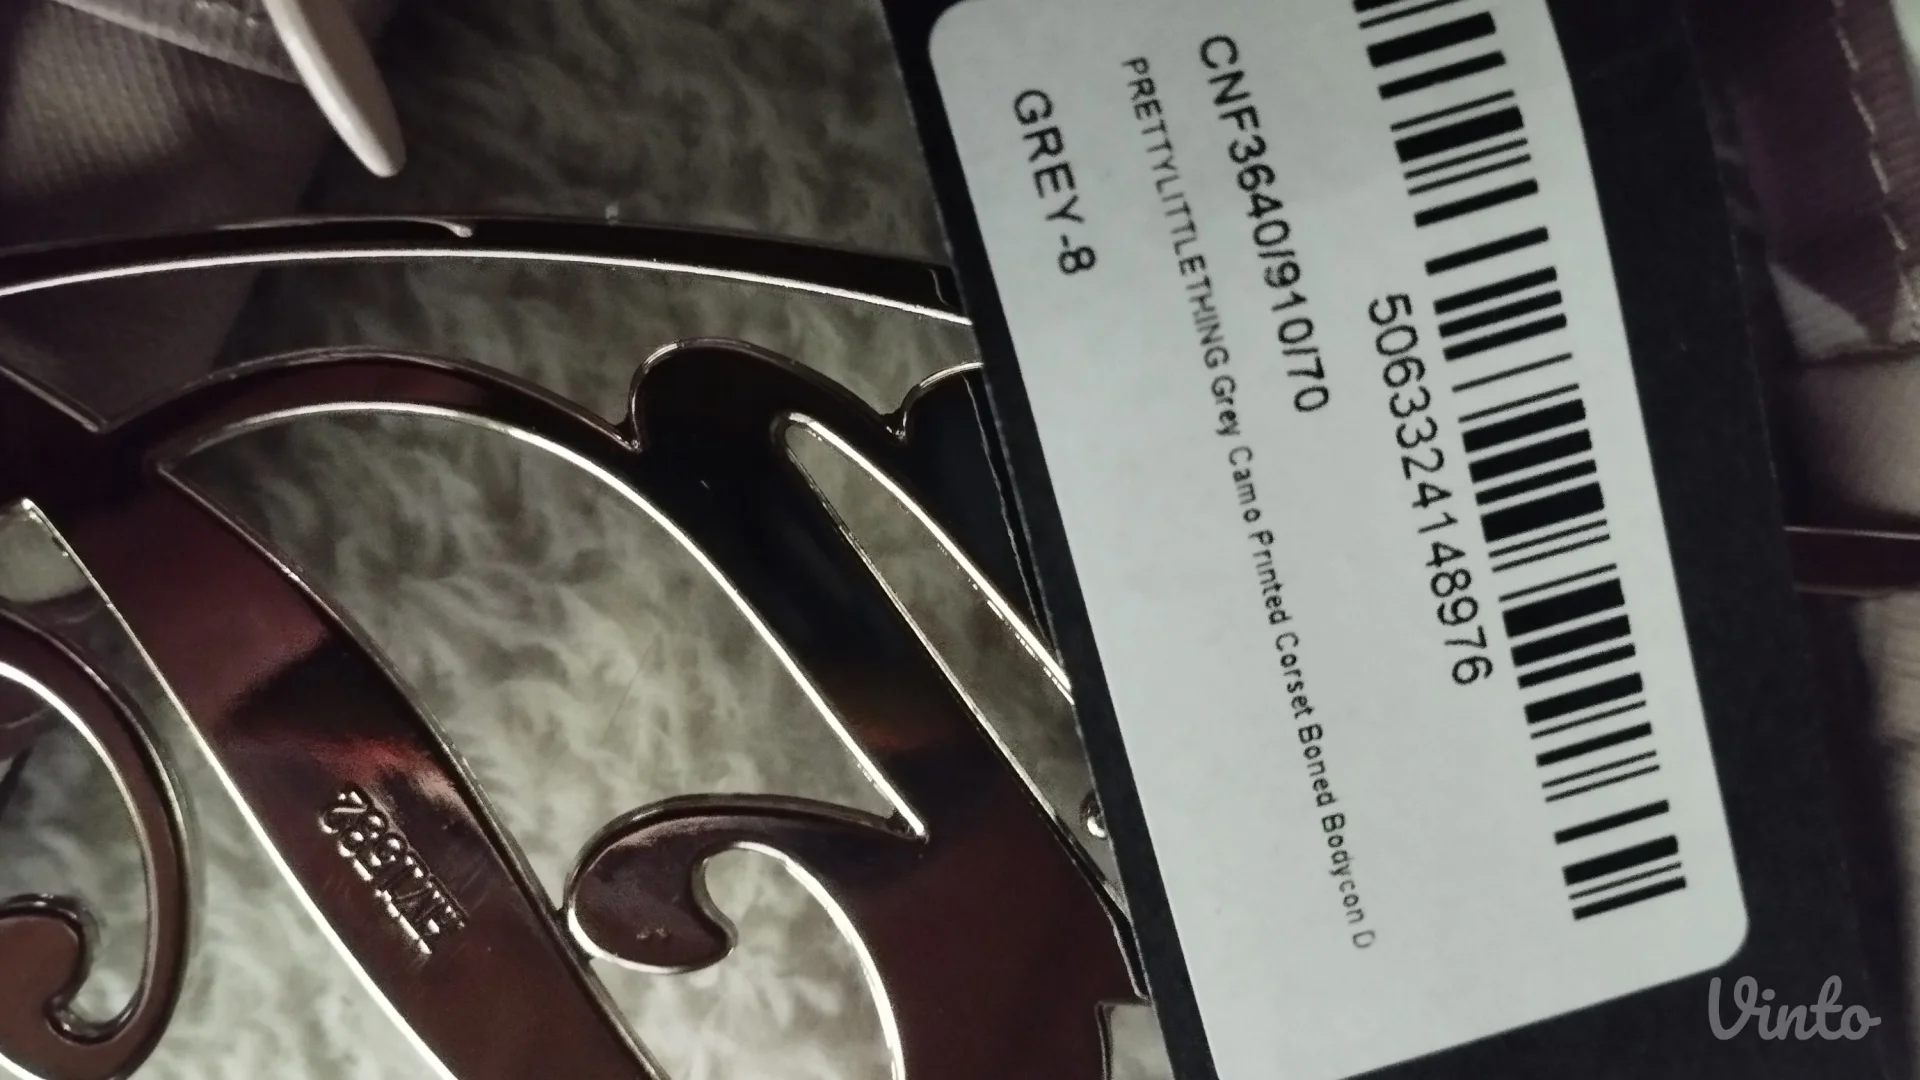 5063324148976
CNF3640/910/70
PRETTYLITTLETHING Grey Camo Printed Corset Boned Bodycon D
GREY-8
Vinto